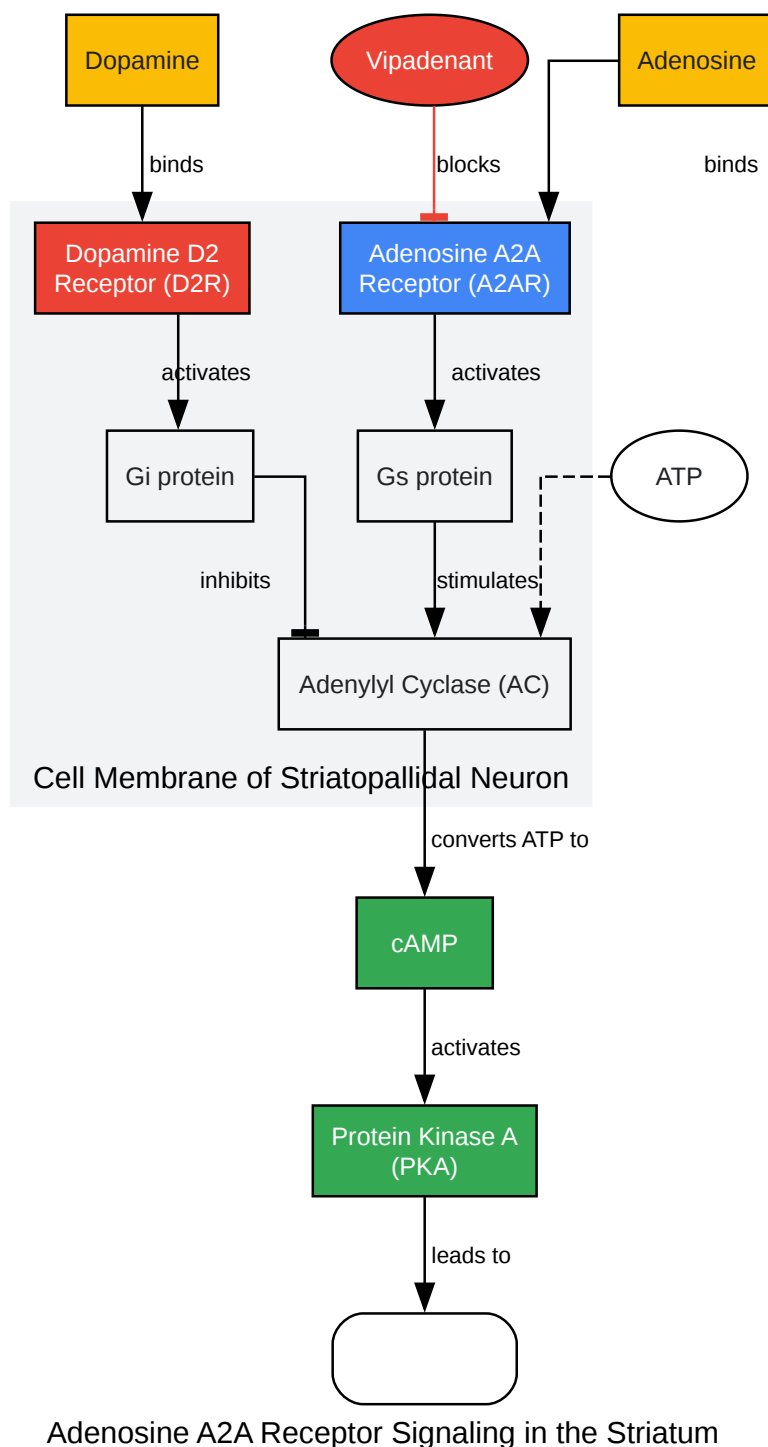 Dopamine
Vipadenant
Adenosine
binds
blocks
binds
Dopamine D2
Receptor (D2R)
Adenosine A2A
Receptor (A2AR)
activates
activates
Gi protein
Gs protein
ATP
inhibits
stimulates
Adenylyl Cyclase (AC)
Cell Membrane of Striatopallidal Neuron
converts ATP to
cAMP
activates
Protein Kinase A
(PKA)
leads to
Adenosine A2A Receptor Signaling in the Striatum